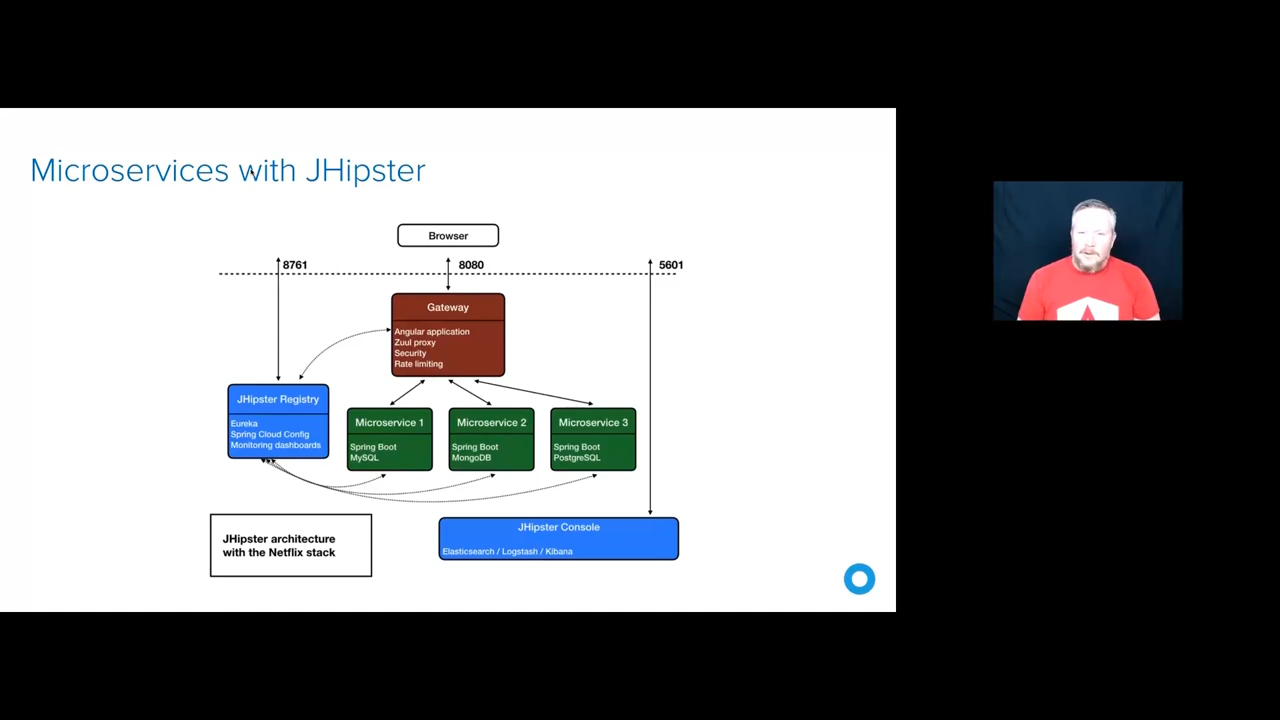 Microservices with JHipster
Browser
8761
8080
5601
Gateway
Angular application
Zuul proxy
Security
Rate limiting
JHipster Registry
Eureka
Spring Cloud Config
Monitoring dashboards
Microservice 1
Spring Boot
MySQL
Microservice 2
Spring Boot
MongoDB
Microservice 3
Spring Boot
PostgreSQL
JHipster architecture
with the Netflix stack
JHipster Console
Elasticsearch / Logstash / Kibana